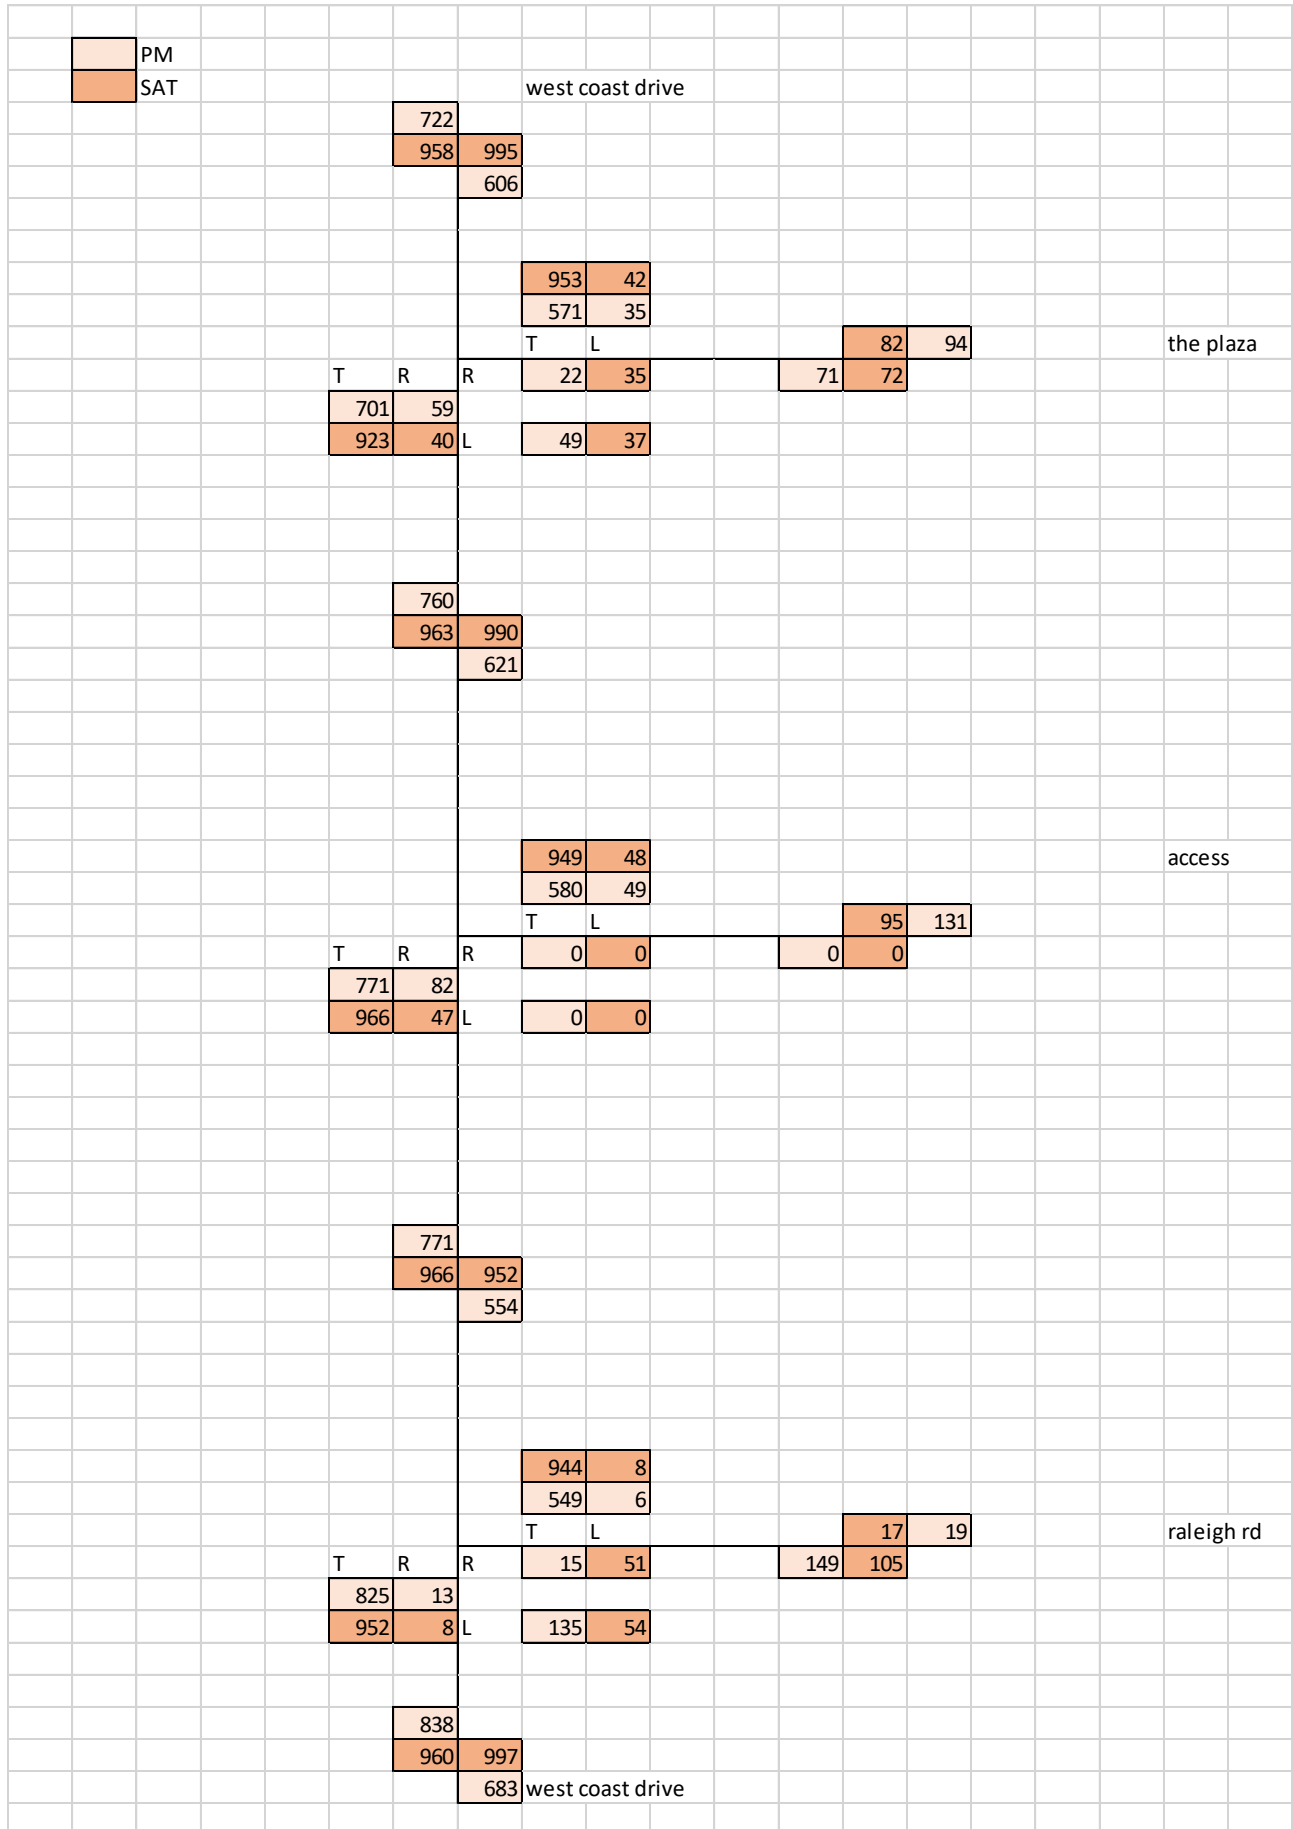 PM
SAT west coast drive
722
958 995
606
953 42
571 35
T L 82 94 the plaza
T R R 22 35 71 72
701 59
923 40 L 49 37
760
963 990
621
949 48 access
580 49
T L 95 131
T R R 0 0 0 0
771 82
966 47 L 0 0
771
966 952
554
944 8
549 6
T L 17 19 raleigh rd
T R R 15 51 149 105
825 13
952 8 L 135 54
838
960 997
683 west coast drive